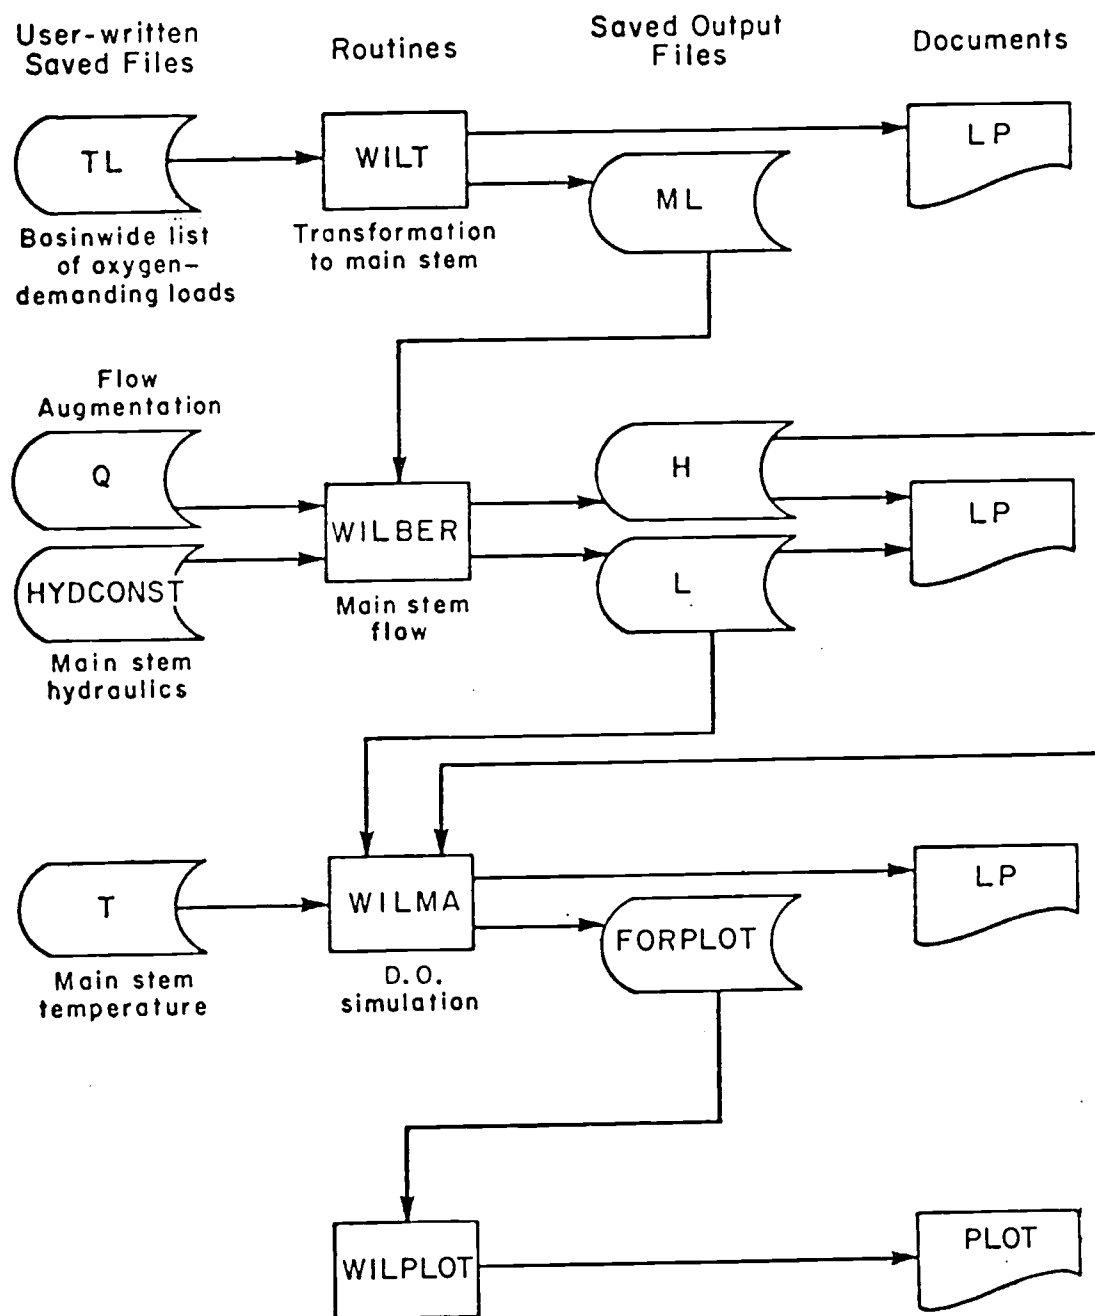 User-written
Saved Files
Routines
Saved Output
Files
Documents
TL
WILT
ML
LP
Basinwide list
of oxygen-
demanding loads
Transformation
to main stem
Flow
Augmentation
Q
HYDCONST
Main stem
hydraulics
WILBER
Main stem
flow
H
L
LP
T
Main stem
temperature
WILMA
D.O.
simulation
FORPLOT
LP
WILPLOT
PLOT